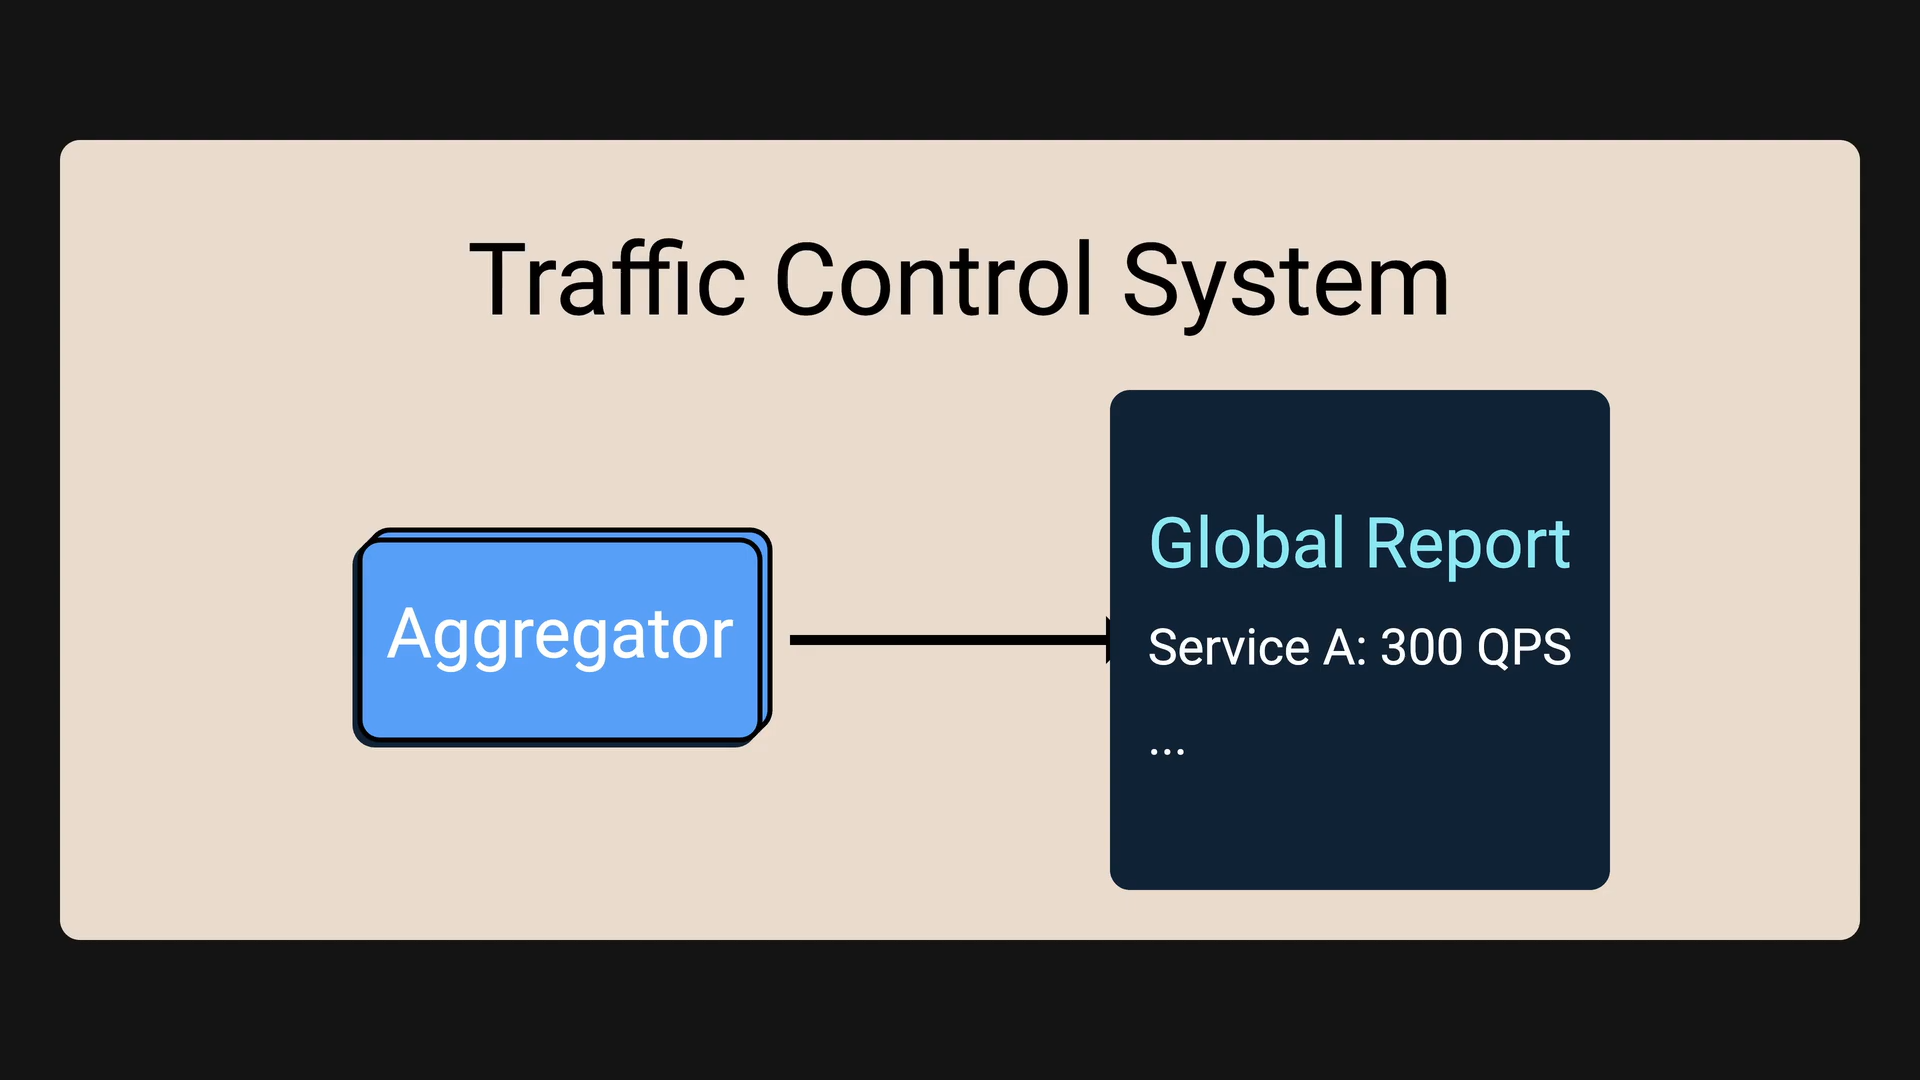 Traffic Control System
Aggregator
Global Report
Service A: 300 QPS
...